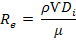 Rₑ = ρVDᵢ / μ